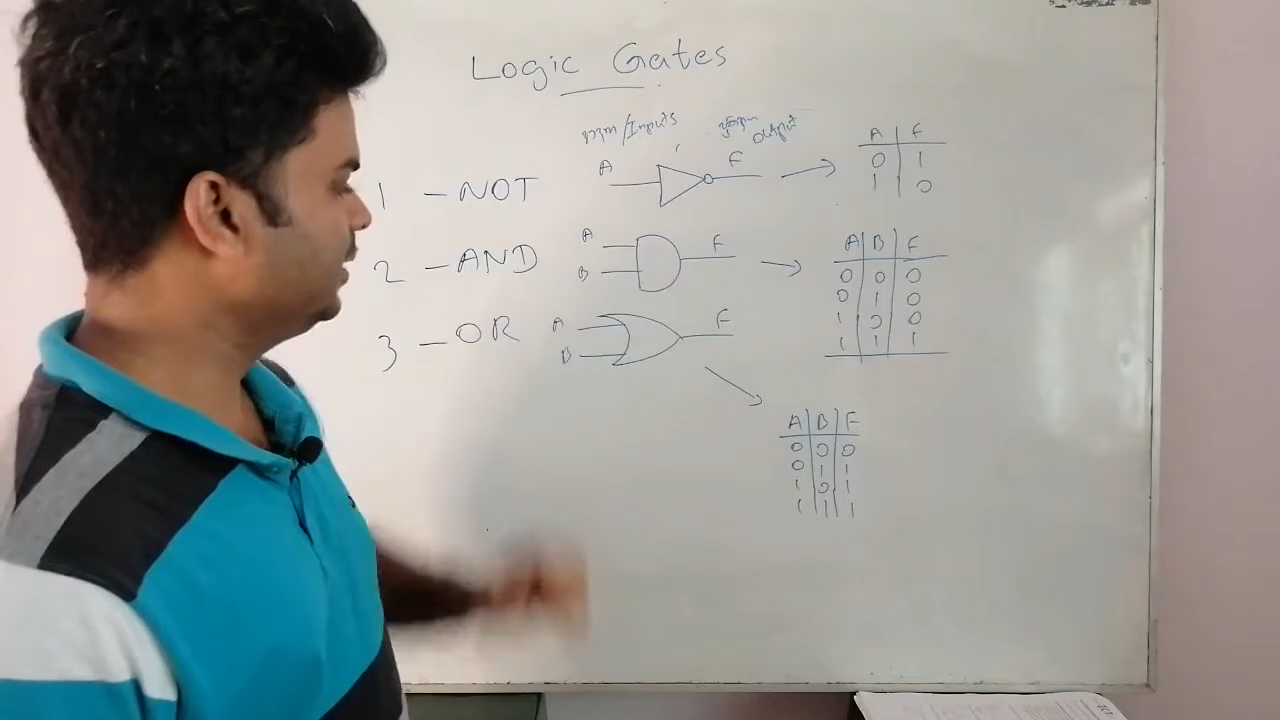 Logic Gates
/Inputs output
1 - NOT A F
A F
0 1
1 0
2 - AND A B F
A B F
0 0 0
0 1 0
1 0 0
1 1 1
3 - OR A B F
A B F
0 0 0
0 1 1
1 0 1
1 1 1